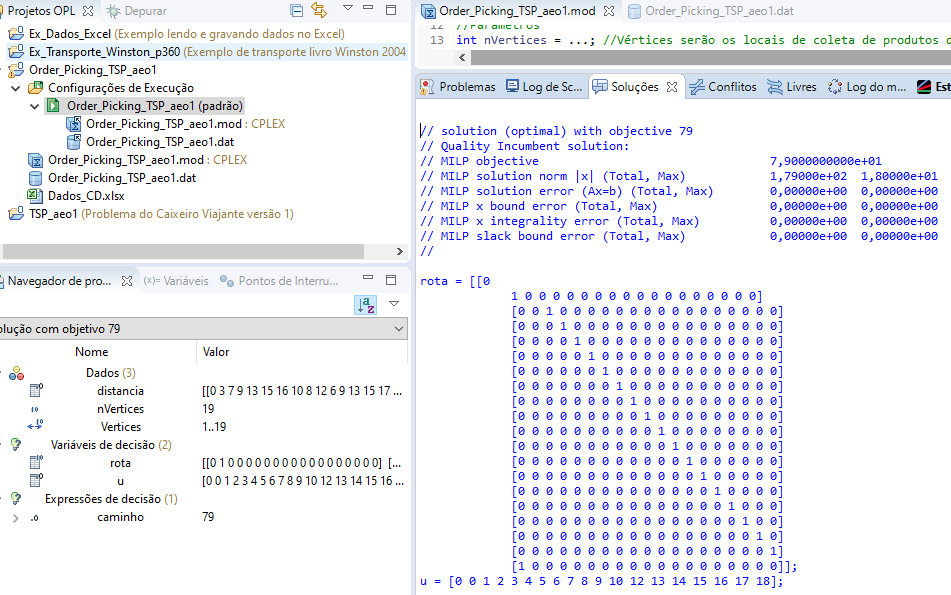 Projetos OPL
Depurar
Ex_Dados_Excel (Exemplo lendo e gravando dados no Excel)
Ex_Transporte_Winston_p360 (Exemplo de transporte livro Winston 2004
Order_Picking_TSP_aeo1
Configurações de Execução
Order_Picking_TSP_aeo1 (padrão)
Order_Picking_TSP_aeo1.mod : CPLEX
Order_Picking_TSP_aeo1.dat
Order_Picking_TSP_aeo1.mod : CPLEX
Order_Picking_TSP_aeo1.dat
Dados_CD.xlsx
TSP_aeo1 (Problema do Caixeiro Viajante versão 1)
Navegador de pro...
(x)= Variáveis
Pontos de Interru...
olução com objetivo 79
Nome Valor
Dados (3)
distancia [[0 3 7 9 13 15 16 10 8 12 6 9 13 15 17 ...
nVertices 19
Vertices 1..19
Variáveis de decisão (2)
rota [[0 1 0 0 0 0 0 0 0 0 0 0 0 0 0 0 0 0 0] [...
u [0 0 1 2 3 4 5 6 7 8 9 10 12 13 14 15 16 ...
Expressões de decisão (1)
caminho 79
Order_Picking_TSP_aeo1.mod
Order_Picking_TSP_aeo1.dat
12 //Parametros
13 int nVertices = ...; //Vértices serão os locais de coleta de produtos d
Problemas
Log de Sc...
Soluções
Conflitos
Livres
Log do m...
Est
// solution (optimal) with objective 79
// Quality Incumbent solution:
// MILP objective 7,9000000000e+01
// MILP solution norm |x| (Total, Max) 1,79000e+02 1,80000e+01
// MILP solution error (Ax=b) (Total, Max) 0,00000e+00 0,00000e+00
// MILP x bound error (Total, Max) 0,00000e+00 0,00000e+00
// MILP x integrality error (Total, Max) 0,00000e+00 0,00000e+00
// MILP slack bound error (Total, Max) 0,00000e+00 0,00000e+00
//
rota = [[0
1 0 0 0 0 0 0 0 0 0 0 0 0 0 0 0 0 0]
[0 0 1 0 0 0 0 0 0 0 0 0 0 0 0 0 0 0 0]
[0 0 0 1 0 0 0 0 0 0 0 0 0 0 0 0 0 0 0]
[0 0 0 0 1 0 0 0 0 0 0 0 0 0 0 0 0 0 0]
[0 0 0 0 0 1 0 0 0 0 0 0 0 0 0 0 0 0 0]
[0 0 0 0 0 0 1 0 0 0 0 0 0 0 0 0 0 0 0]
[0 0 0 0 0 0 0 1 0 0 0 0 0 0 0 0 0 0 0]
[0 0 0 0 0 0 0 0 1 0 0 0 0 0 0 0 0 0 0]
[0 0 0 0 0 0 0 0 0 1 0 0 0 0 0 0 0 0 0]
[0 0 0 0 0 0 0 0 0 0 1 0 0 0 0 0 0 0 0]
[0 0 0 0 0 0 0 0 0 0 0 1 0 0 0 0 0 0 0]
[0 0 0 0 0 0 0 0 0 0 0 0 1 0 0 0 0 0 0]
[0 0 0 0 0 0 0 0 0 0 0 0 0 1 0 0 0 0 0]
[0 0 0 0 0 0 0 0 0 0 0 0 0 0 1 0 0 0 0]
[0 0 0 0 0 0 0 0 0 0 0 0 0 0 0 1 0 0 0]
[0 0 0 0 0 0 0 0 0 0 0 0 0 0 0 0 1 0 0]
[0 0 0 0 0 0 0 0 0 0 0 0 0 0 0 0 0 1 0]
[0 0 0 0 0 0 0 0 0 0 0 0 0 0 0 0 0 0 1]
[1 0 0 0 0 0 0 0 0 0 0 0 0 0 0 0 0 0 0]];
u = [0 0 1 2 3 4 5 6 7 8 9 10 12 13 14 15 16 17 18];